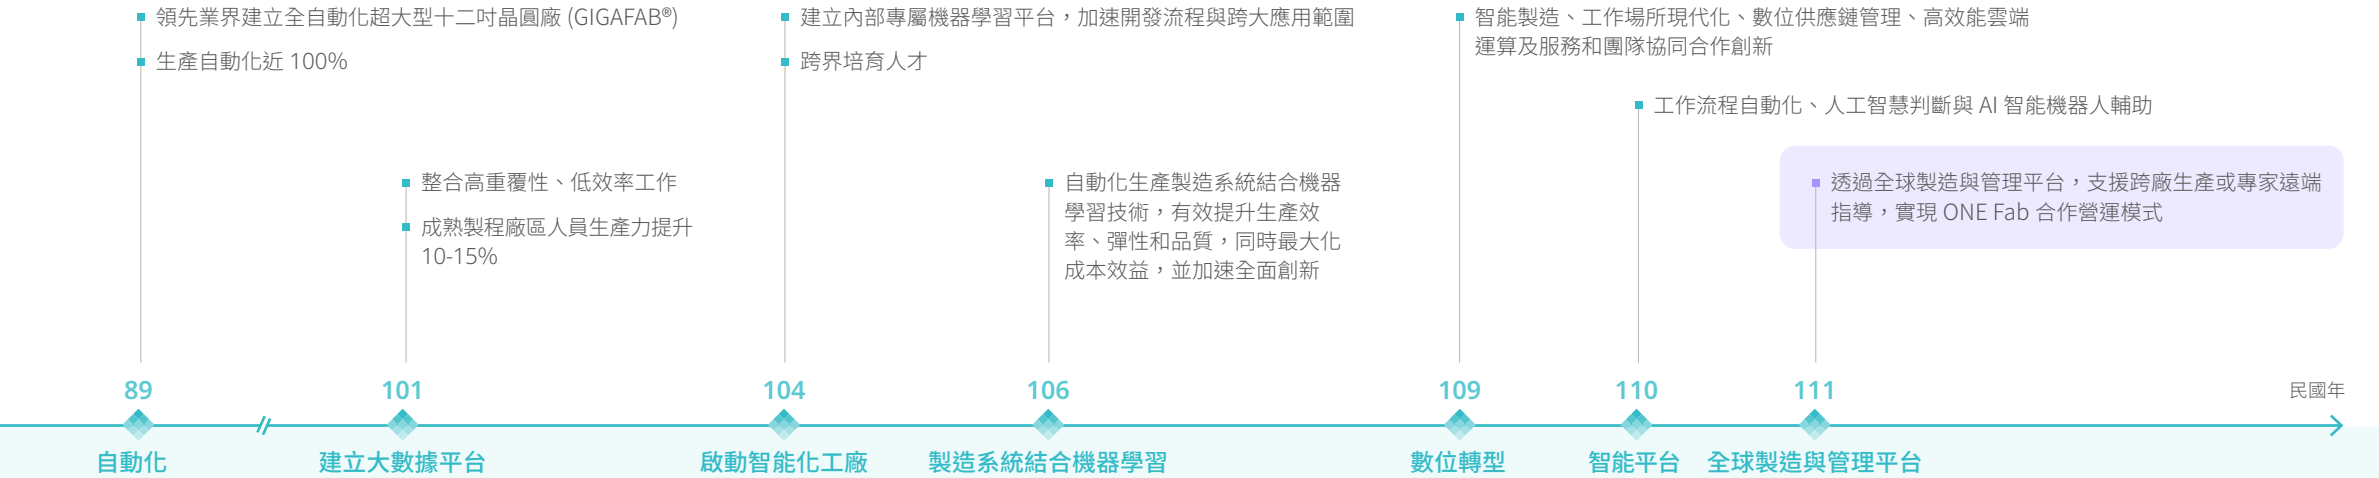 領先業界建立全自動化超大型十二吋晶圓廠 (GIGAFAB®)
生產自動化近 100%
整合高重覆性、低效率工作
成熟製程廠區人員生產力提升
10-15%
建立內部專屬機器學習平台，加速開發流程與跨大應用範圍
跨界培育人才
自動化生產製造系統結合機器
學習技術，有效提升生產效
率、彈性和品質，同時最大化
成本效益，並加速全面創新
智能製造、工作場所現代化、數位供應鏈管理、高效能雲端
運算及服務和團隊協同合作創新
工作流程自動化、人工智慧判斷與 AI 智能機器人輔助
透過全球製造與管理平台，支援跨廠生產或專家遠端
指導，實現 ONE Fab 合作營運模式
89
101
104
106
109
110
111
民國年
自動化
建立大數據平台
啟動智能化工廠
製造系統結合機器學習
數位轉型
智能平台
全球製造與管理平台